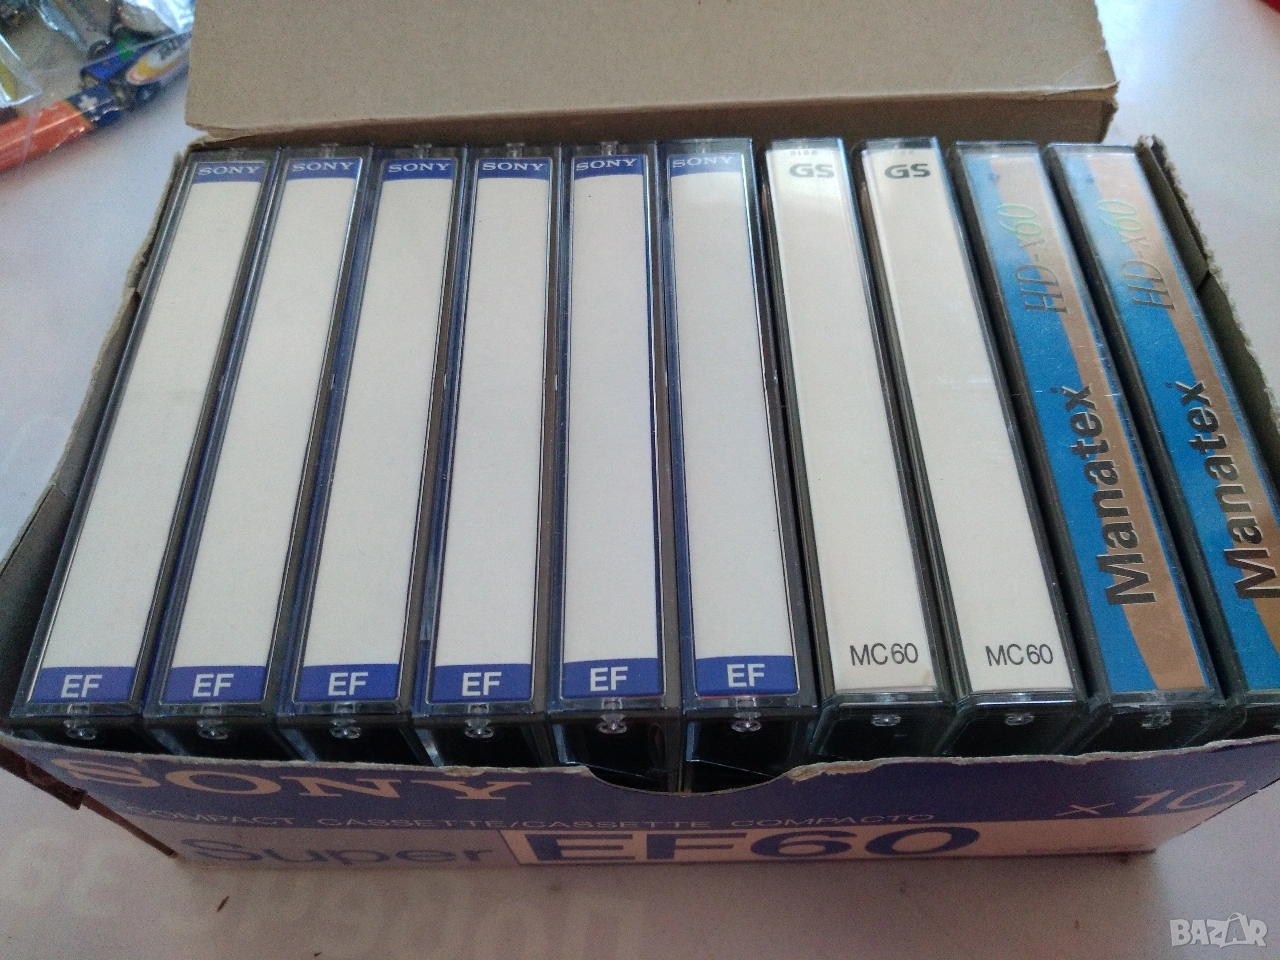 SONY
EF
SONY
EF
SONY
EF
SONY
EF
SONY
EF
SONY
EF
GS
MC60
GS
MC60
HD-x60
Manatex
HD-x60
Manatex
SONY
COMPACT CASSETTE/CASSETTE COMPACTO
x10
Super EF60
BAZAR